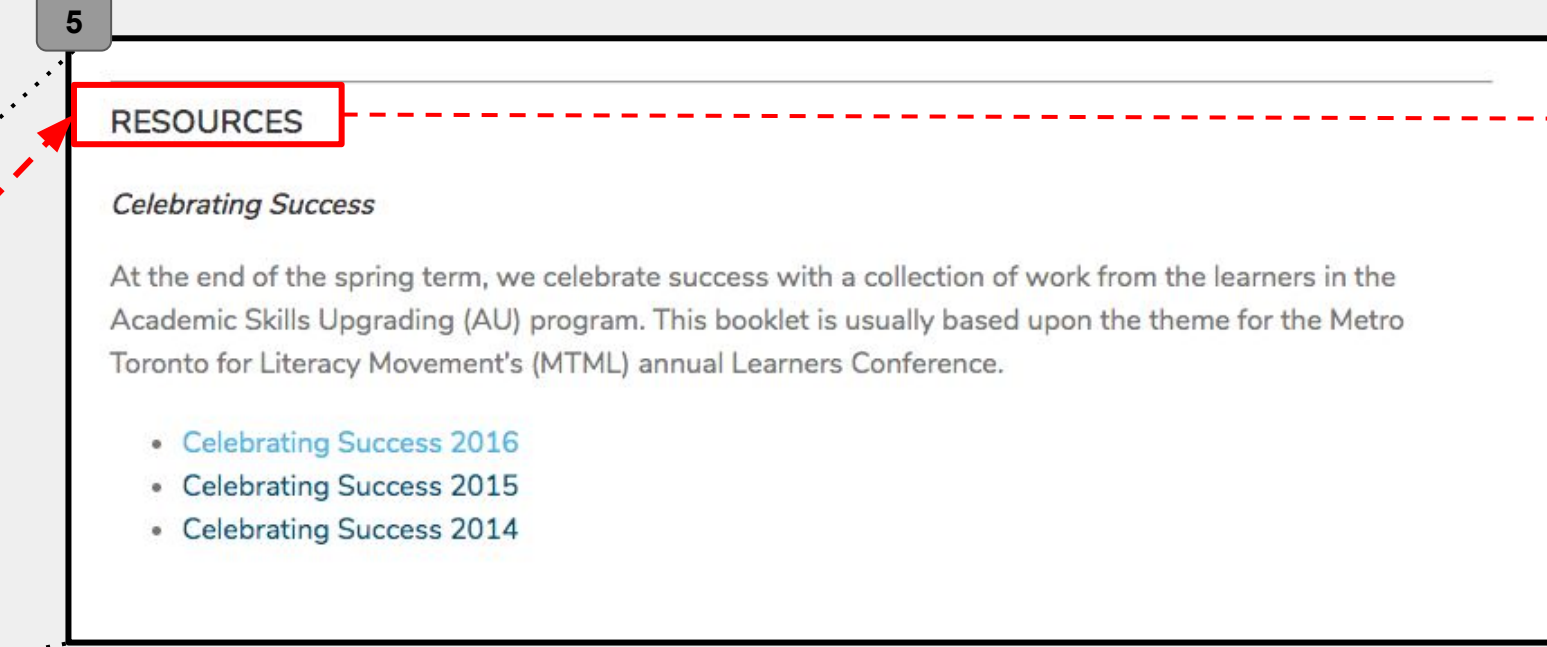 5
RESOURCES
Celebrating Success
At the end of the spring term, we celebrate success with a collection of work from the learners in the
Academic Skills Upgrading (AU) program. This booklet is usually based upon the theme for the Metro
Toronto for Literacy Movement's (MTML) annual Learners Conference.
• Celebrating Success 2016
• Celebrating Success 2015
• Celebrating Success 2014